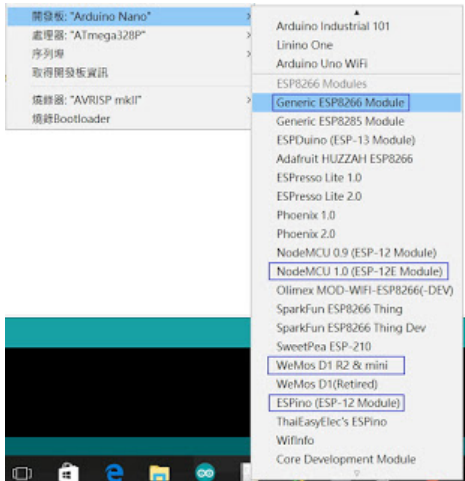 開發板: "Arduino Nano"
處理器: "ATmega328P"
序列埠
取得開發板資訊
燒錄器: "AVRISP mkII"
燒錄Bootloader
Arduino Industrial 101
Linino One
Arduino Uno WiFi
ESP8266 Modules
Generic ESP8266 Module
Generic ESP8285 Module
ESPDuino (ESP-13 Module)
Adafruit HUZZAH ESP8266
ESPresso Lite 1.0
ESPresso Lite 2.0
Phoenix 1.0
Phoenix 2.0
NodeMCU 0.9 (ESP-12 Module)
NodeMCU 1.0 (ESP-12E Module)
Olimex MOD-WIFI-ESP8266(-DEV)
SparkFun ESP8266 Thing
SparkFun ESP8266 Thing Dev
SweetPea ESP-210
WeMos D1 R2 & mini
WeMos D1(Retired)
ESPino (ESP-12 Module)
ThaiEasyElec's ESPino
WifInfo
Core Development Module